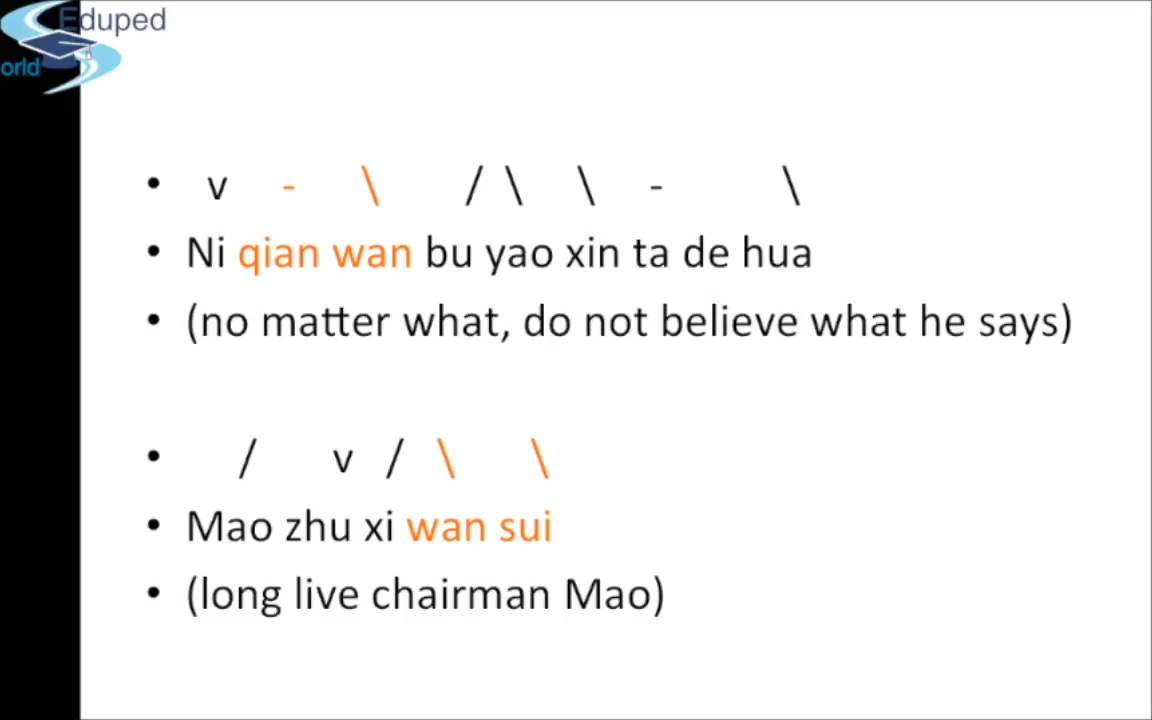 Eduped
orld
• v - \ / \ \ - \
• Ni qian wan bu yao xin ta de hua
• (no matter what, do not believe what he says)
• / v / \ \
• Mao zhu xi wan sui
• (long live chairman Mao)